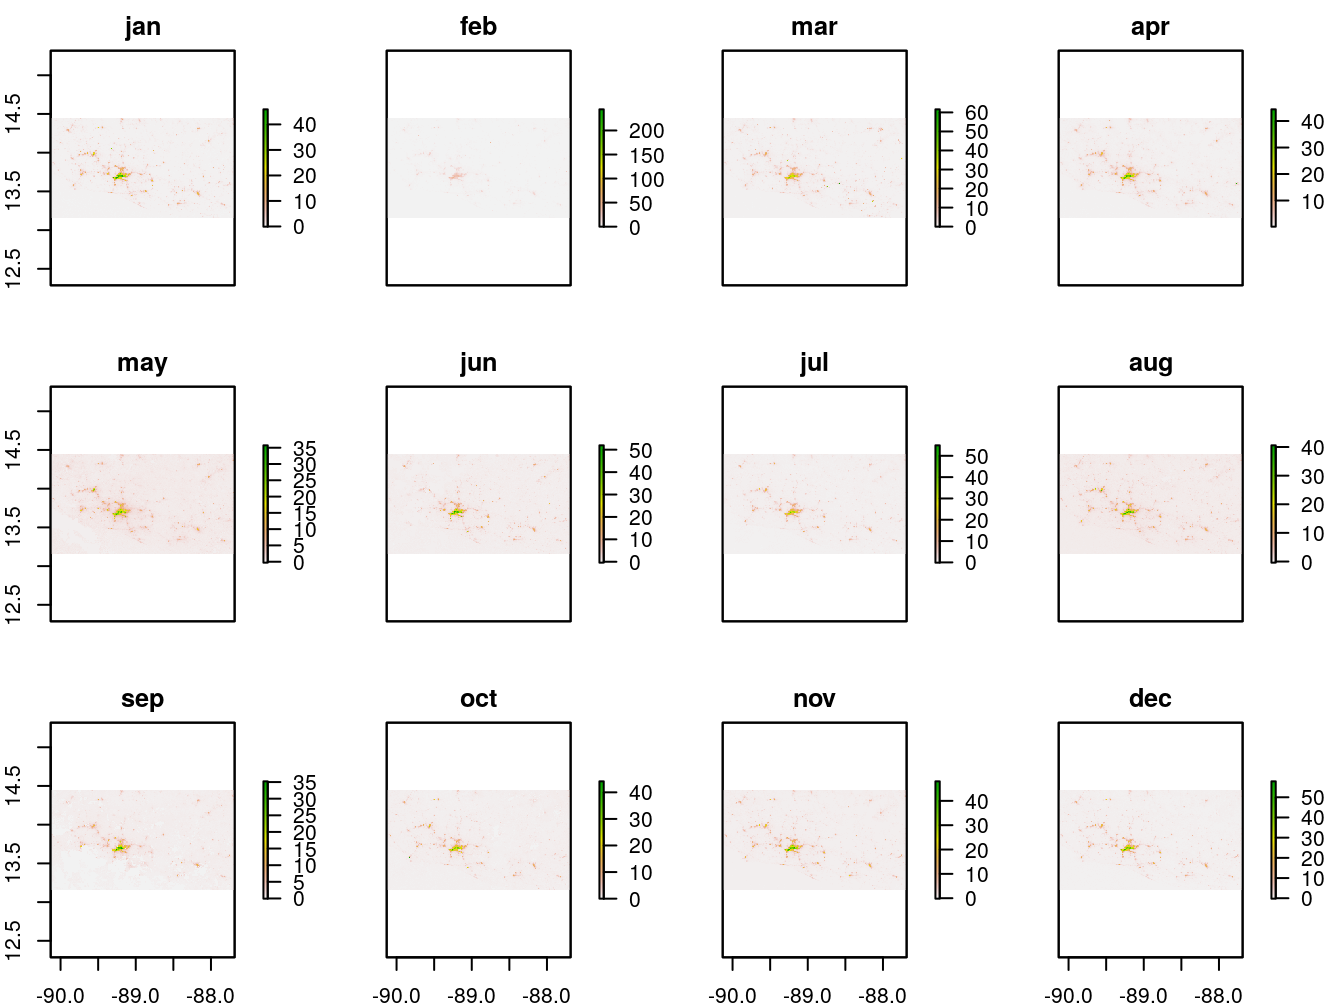 jan feb mar apr
14.5 13.5 12.5
40 30 20 10 0
200 150 100 50 0
60 50 40 30 20 10 0
40 30 20 10
may jun jul aug
14.5 13.5 12.5
35 30 25 20 15 10 5 0
50 40 30 20 10 0
50 40 30 20 10 0
40 30 20 10 0
sep oct nov dec
14.5 13.5 12.5
35 30 25 20 15 10 5 0
40 30 20 10 0
40 30 20 10 0
50 40 30 20 10 0
-90.0 -89.0 -88.0 -90.0 -89.0 -88.0 -90.0 -89.0 -88.0 -90.0 -89.0 -88.0